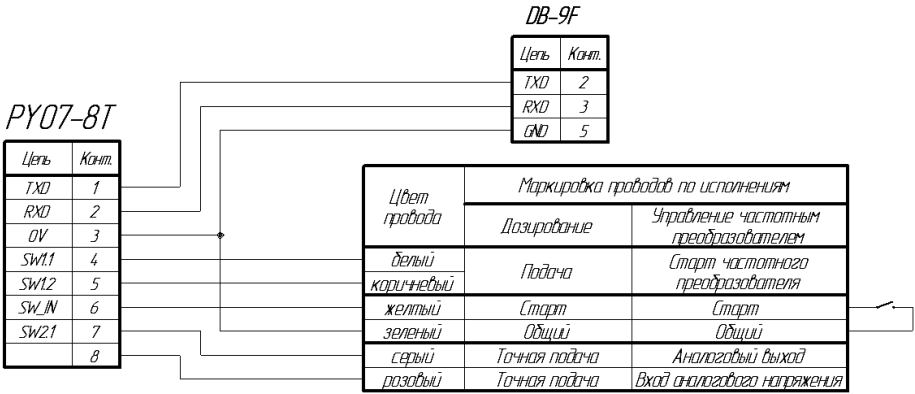 DB-9F
Цепь Конт.
TXD 2
RXD 3
GND 5
РУ07-8Т
Цепь Конт.
TXD 1
RXD 2
0V 3
SW1.1 4
SW1.2 5
SW_IN 6
SW2.1 7
8
Цвет провода
Маркировка проводов по исполнениям
Дозирование
Управление частотным
преобразователем
белый
коричневый
Подача
Старт частотного
преобразователя
желтый Старт Старт
зеленый Общий Общий
серый Точная подача Аналоговый выход
розовый Точная подача Вход аналогового напряжения